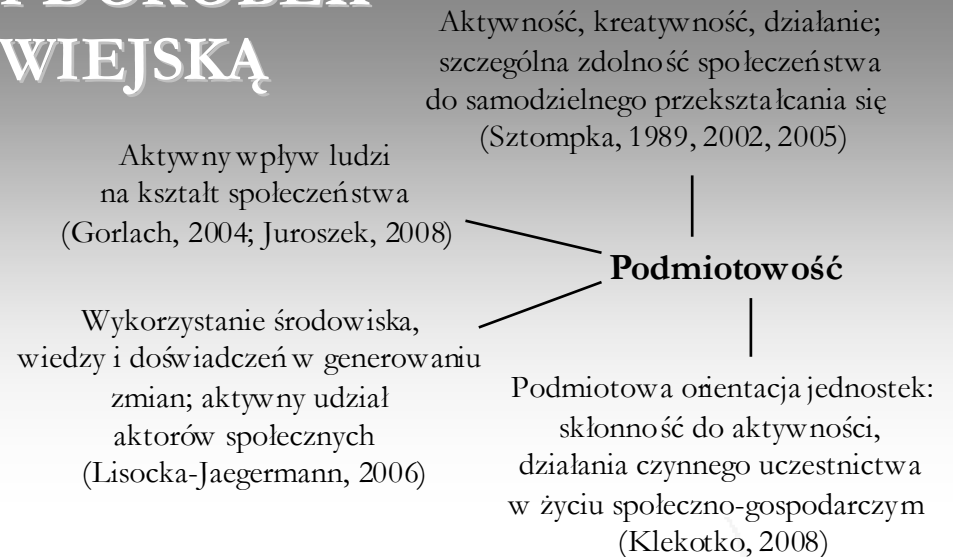 I DOROBEK
WIEJSKĄ
Aktywność, kreatywność, działanie;
szczególna zdolność społeczeństwa
do samodzielnego przekształcania się
(Sztompka, 1989, 2002, 2005)
Aktywny wpływ ludzi
na kształt społeczeństwa
(Gorlach, 2004; Juroszek, 2008)
Podmiotowość
Wykorzystanie środowiska,
wiedzy i doświadczeń w generowaniu
zmian; aktywny udział
aktorów społecznych
(Lisocka-Jaegermann, 2006)
Podmiotowa orientacja jednostek:
skłonność do aktywności,
działania czynnego uczestnictwa
w życiu społeczno-gospodarczym
(Klekotko, 2008)